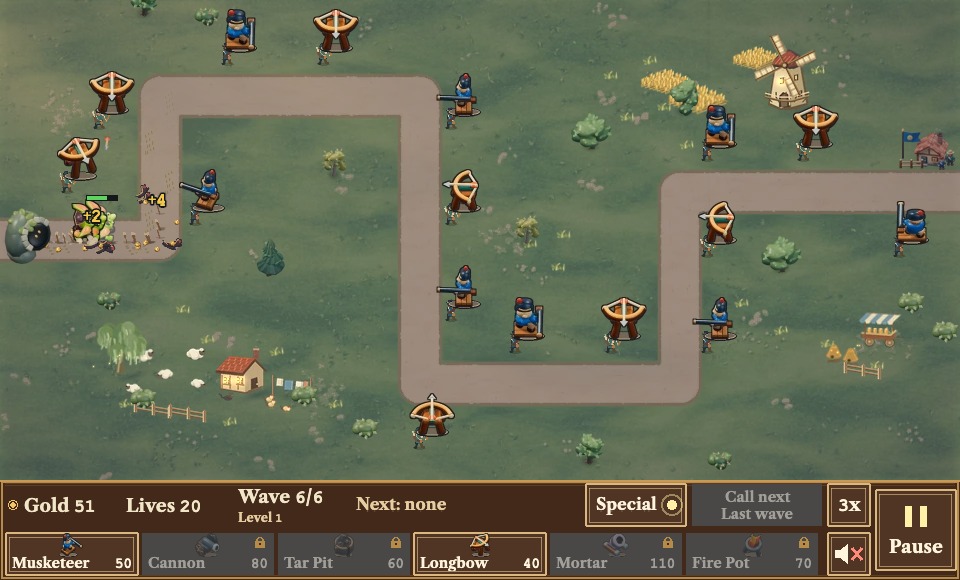 +4
+2
Gold 51
Lives 20
Wave 6/6
Level 1
Next: none
Special
Call next
Last wave
3x
Pause
Musketeer 50
Cannon 80
Tar Pit 60
Longbow 40
Mortar 110
Fire Pot 70